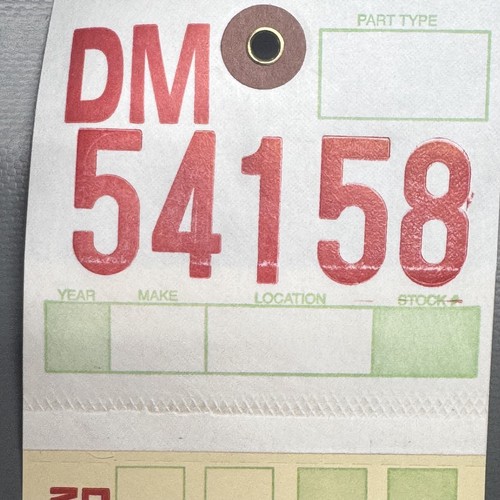 PART TYPE
DM
54158
YEAR MAKE LOCATION STOCK #